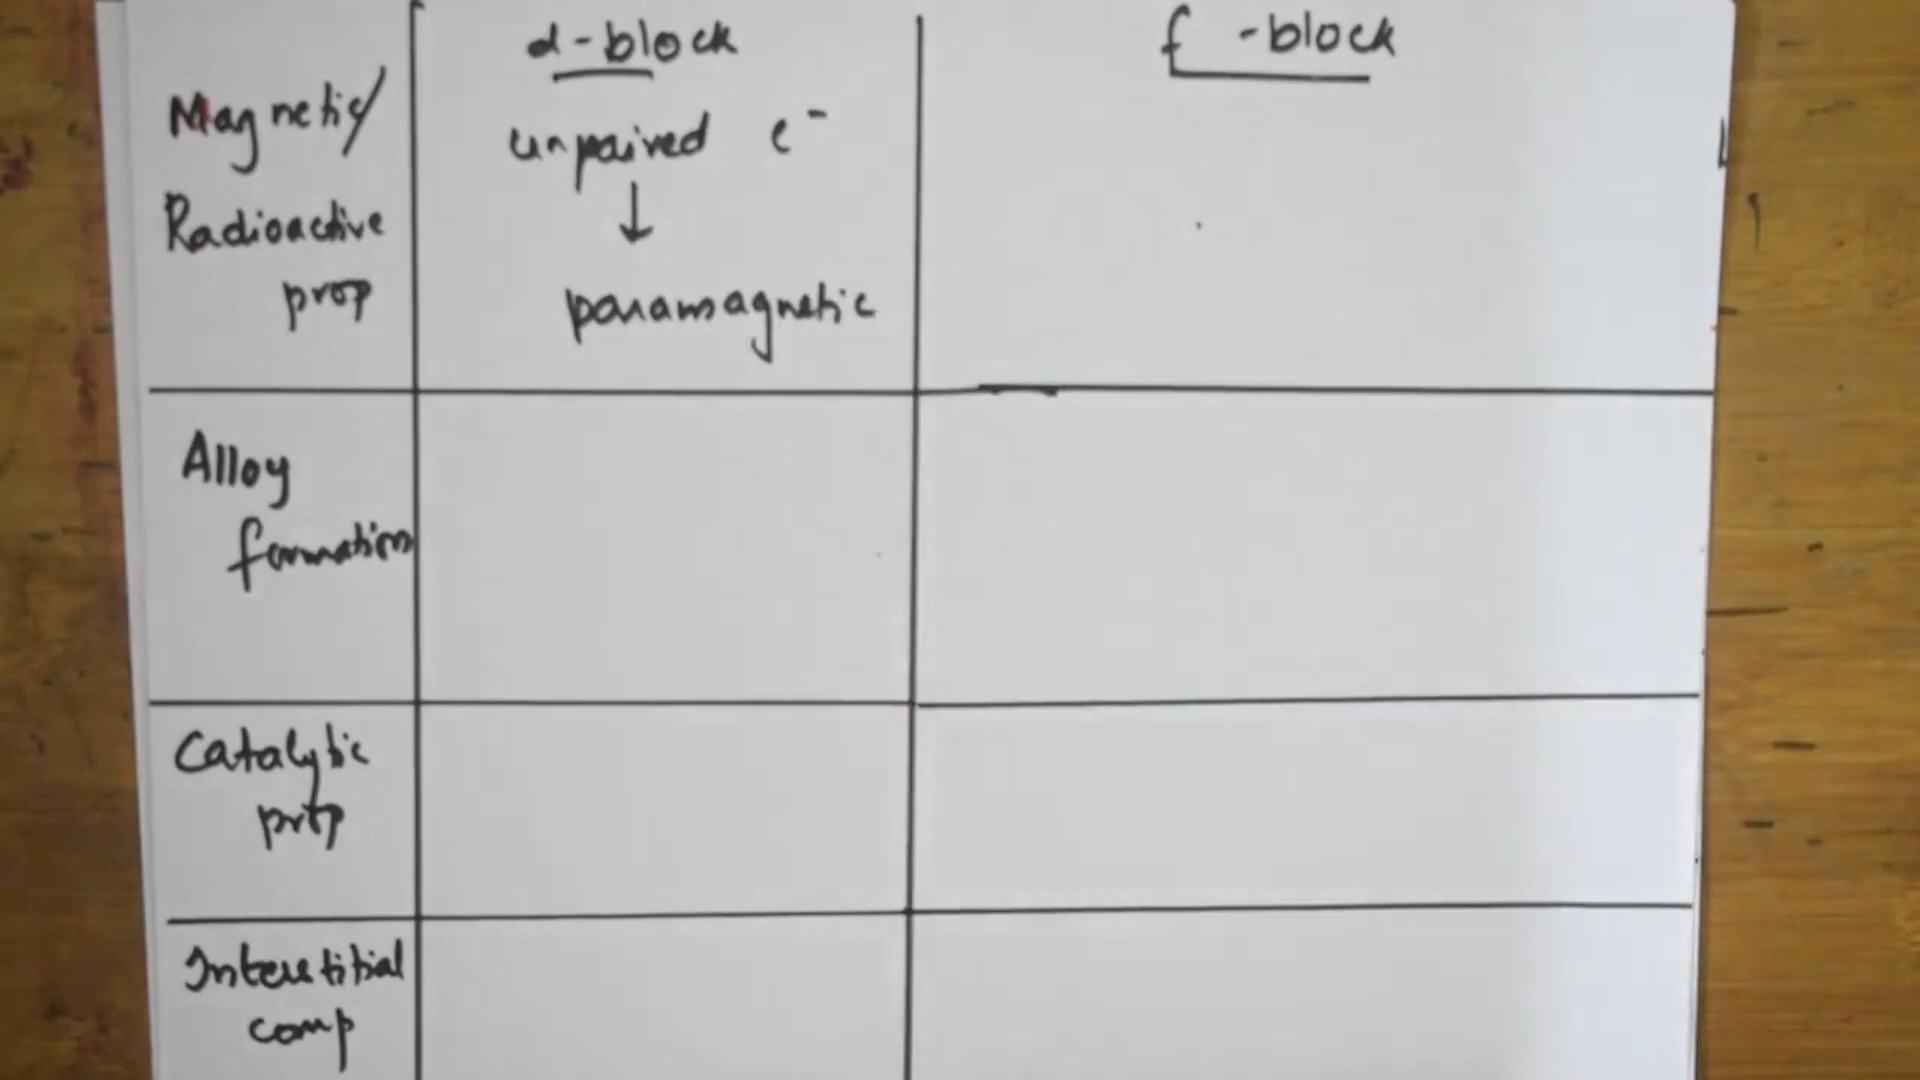 d-block
f -block
Magnetic/
Radioactive
prop
unpaired e⁻
↓
paramagnetic
Alloy
formation
Catalytic
prop
Interstitial
comp